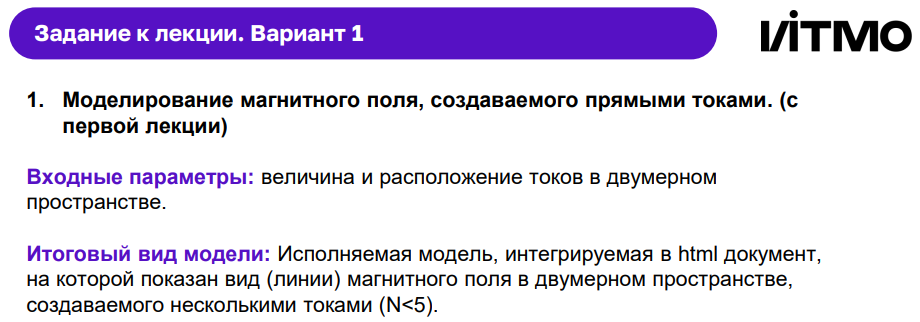 Задание к лекции. Вариант 1
ITMO
1. Моделирование магнитного поля, создаваемого прямыми токами. (с
первой лекции)
Входные параметры: величина и расположение токов в двумерном
пространстве.
Итоговый вид модели: Исполняемая модель, интегрируемая в html документ,
на которой показан вид (линии) магнитного поля в двумерном пространстве,
создаваемого несколькими токами (N<5).